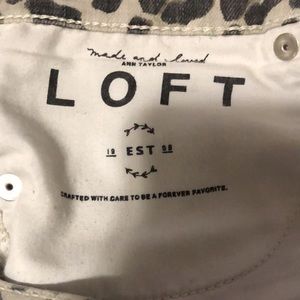 made and loved
ANN TAYLOR
LOFT
19 EST 98
CRAFTED WITH CARE TO BE A FOREVER FAVORITE.